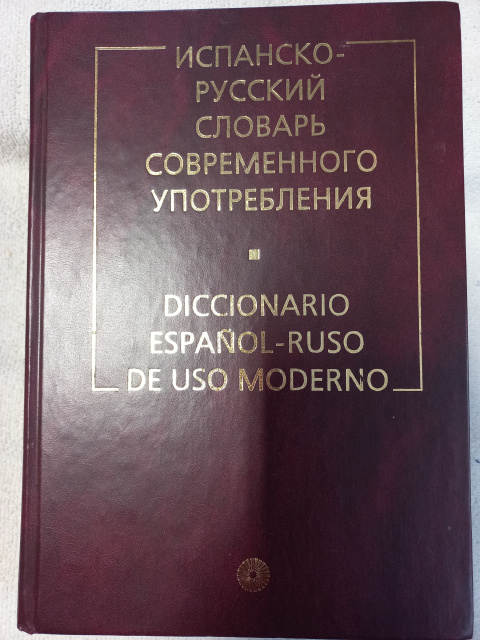 ИСПАНСКО-
РУССКИЙ
СЛОВАРЬ
СОВРЕМЕННОГО
УПОТРЕБЛЕНИЯ
DICCIONARIO
ESPAÑOL-RUSO
DE USO MODERNO